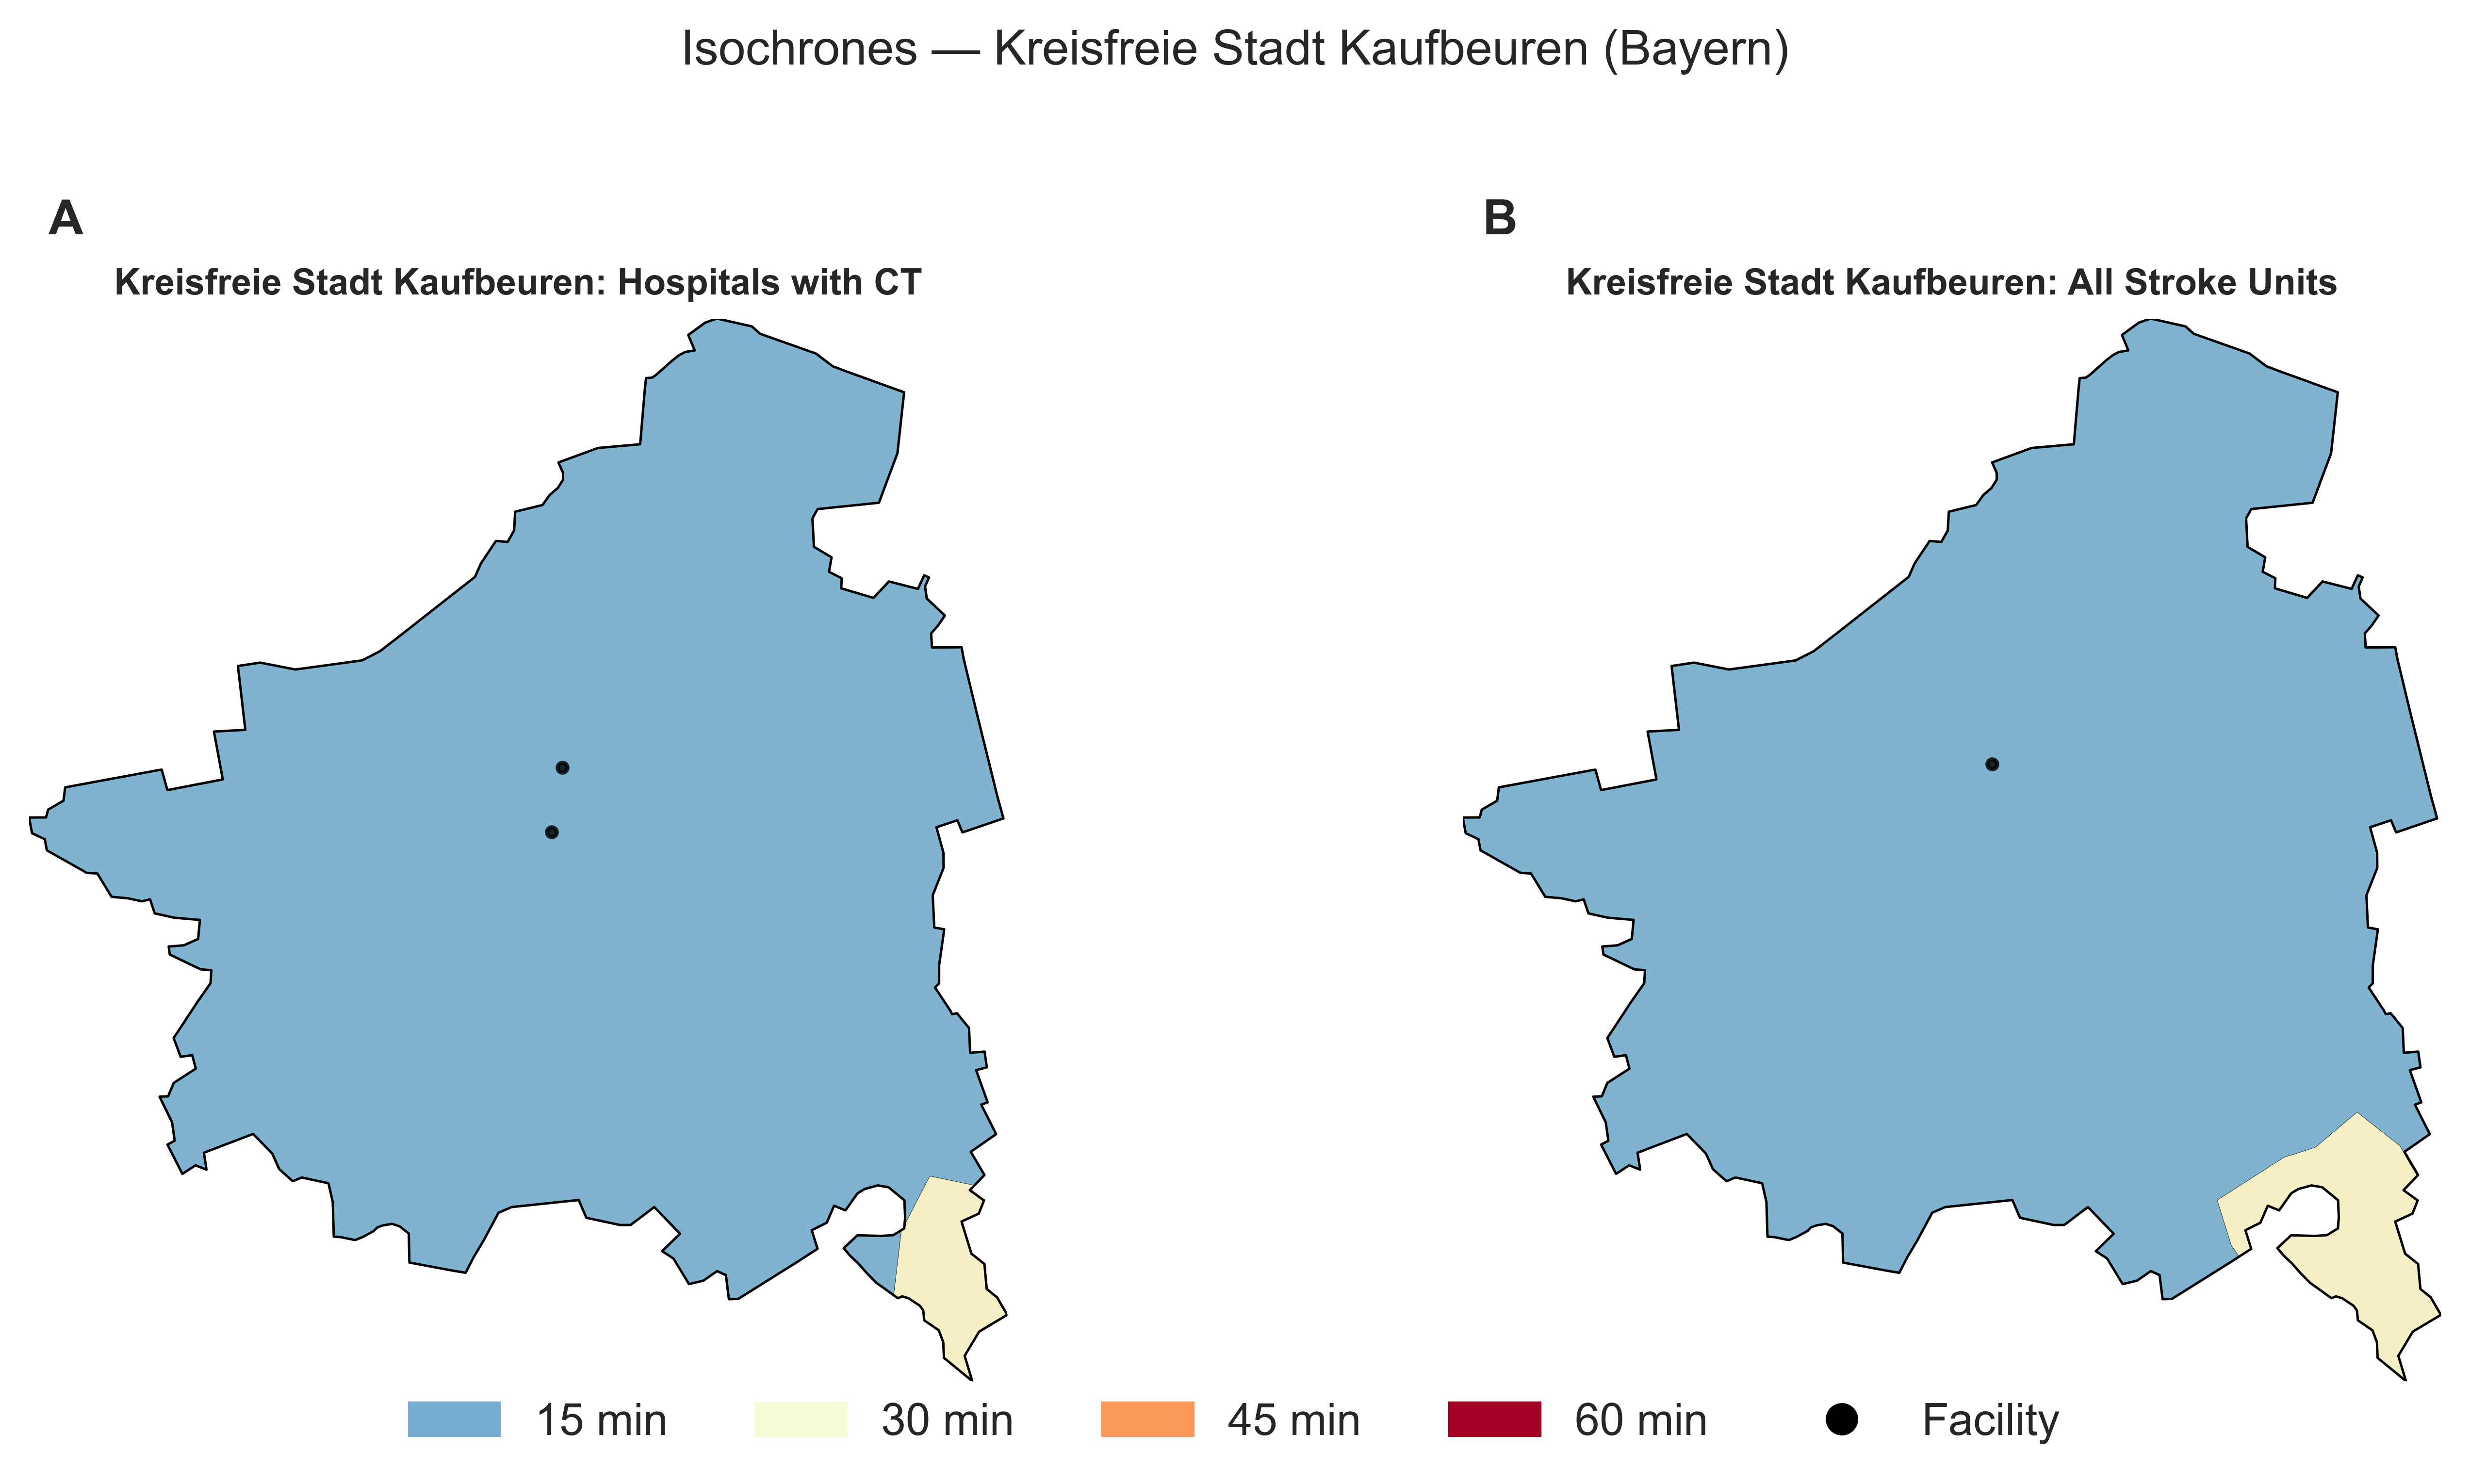 Isochrones — Kreisfreie Stadt Kaufbeuren (Bayern)
A
Kreisfreie Stadt Kaufbeuren: Hospitals with CT
B
Kreisfreie Stadt Kaufbeuren: All Stroke Units
15 min
30 min
45 min
60 min
Facility